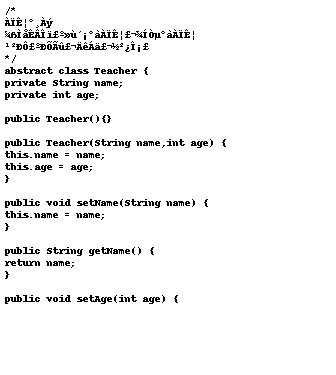 /*
ÀÏÊ¦°¸Àý
¾ßÌåÊÂÎï£º»ù´¡°àÀÏÊ¦£¬¾ÍÒµ°àÀÏÊ¦
¹²ÐÔ£ºÐÕÃû£¬ÄêÁä£¬½²¿Î¡£
*/
abstract class Teacher {
private String name;
private int age;
public Teacher(){}
public Teacher(String name,int age) {
this.name = name;
this.age = age;
}
public void setName(String name) {
this.name = name;
}
public String getName() {
return name;
}
public void setAge(int age) {